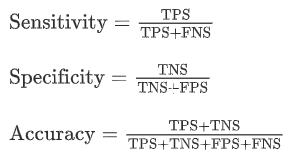 Sensitivity = TPS / TPS+FNS
Specificity = TNS / TNS+FPS
Accuracy = TPS+TNS / TPS+TNS+FPS+FNS